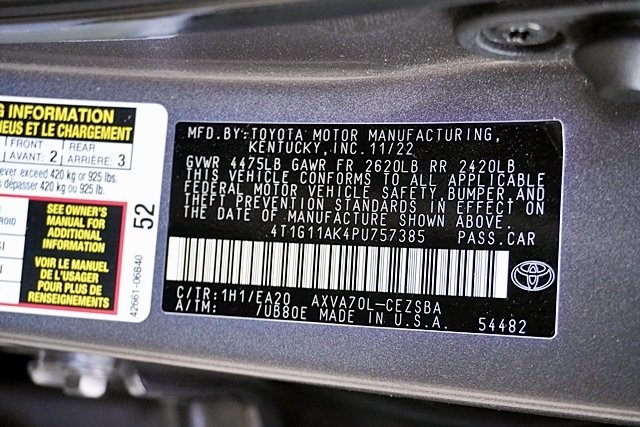 G INFORMATION
NEUS ET LE CHARGEMENT
FRONT REAR
AVANT: 2 ARRIÈRE: 3
never exceed 420 kg or 925 lbs.
dépasser 420 kg ou 925 lb.
SEE OWNER'S
MANUAL FOR
ADDITIONAL
INFORMATION
VOIR LE MANUEL
DE L'USAGER
POUR PLUS DE
RENSEIGNEMENTS
52
42661-06B40
MFD.BY:TOYOTA MOTOR MANUFACTURING,
KENTUCKY, INC.11/22
GVWR 4475LB GAWR FR 2620LB RR 2420LB
THIS VEHICLE CONFORMS TO ALL APPLICABLE
FEDERAL MOTOR VEHICLE SAFETY, BUMPER AND
THEFT PREVENTION STANDARDS IN EFFECT ON
THE DATE OF MANUFACTURE SHOWN ABOVE.
4T1G11AK4PU757385 PASS.CAR
C/TR:1H1/EA20 AXVA70L-CEZSBA
A/TM: 7UB80E MADE IN U.S.A. 54482